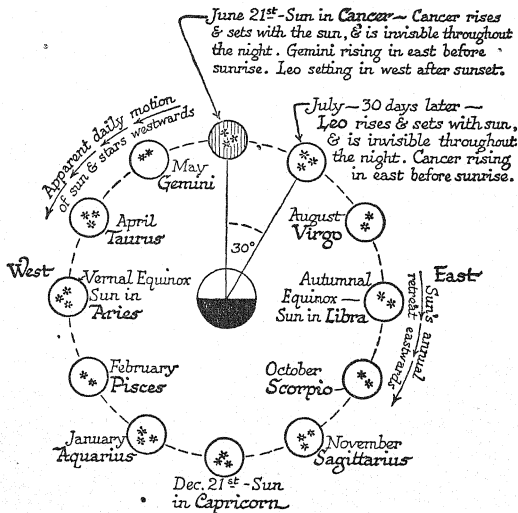 June 21st-Sun in Cancer- Cancer rises
& sets with the sun, & is invisible throughout
the night. Gemini rising in east before
sunrise. Leo setting in west after sunset.
July-30 days later-
Leo rises & sets with sun,
& is invisible throughout
the night. Cancer rising
in east before sunrise.
Apparent daily motion
of sun & stars westwards
May
Gemini
April
Taurus
August
Virgo
30°
West
Vernal Equinox
Sun in
Aries
Autumnal
Equinox-
Sun in Libra
East
Sun's annual
retreat eastwards
February
Pisces
October
Scorpio
January
Aquarius
November
Sagittarius
Dec. 21st-Sun
in Capricorn